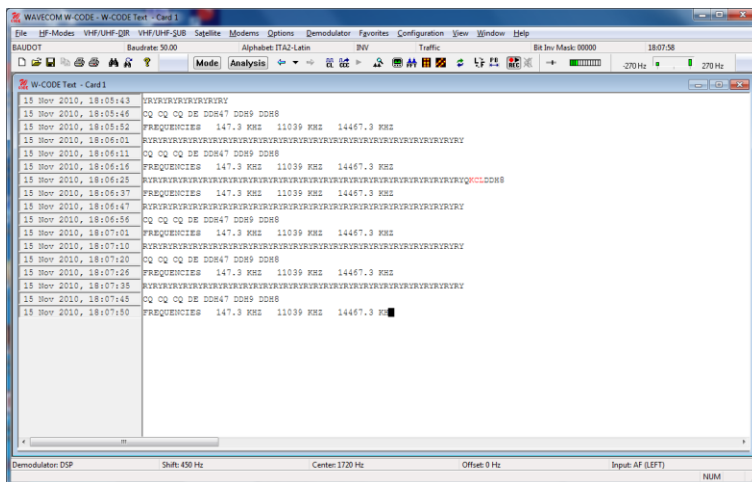 WAVECOM W-CODE - W-CODE Text - Card 1
File HF-Modes VHF/UHF-DIR VHF/UHF-SUB Satellite Modems Options Demodulator Favorites Configuration View Window Help
BAUDOT Baudrate: 50.00 Alphabet: ITA2-Latin INV Traffic Bit Inv Mask: 00000 18:07:58
Mode Analysis REC -270 Hz 270 Hz
W-CODE Text - Card 1
15 Nov 2010, 18:05:43 YRYRYRYRYRYRYRYRY
15 Nov 2010, 18:05:46 CQ CQ CQ DE DDH47 DDH9 DDH8
15 Nov 2010, 18:05:52 FREQUENCIES 147.3 KHZ 11039 KHZ 14467.3 KHZ
15 Nov 2010, 18:06:01 RYRYRYRYRYRYRYRYRYRYRYRYRYRYRYRYRYRYRYRYRYRYRYRYRYRYRYRYRYRYRYRY
15 Nov 2010, 18:06:11 CQ CQ CQ DE DDH47 DDH9 DDH8
15 Nov 2010, 18:06:16 FREQUENCIES 147.3 KHZ 11039 KHZ 14467.3 KHZ
15 Nov 2010, 18:06:25 RYRYRYRYRYRYRYRYRYRYRYRYRYRYRYRYRYRYRYRYRYRYRYRYRYRYRYRYRYRYRYRYQKCLDDH8
15 Nov 2010, 18:06:37 FREQUENCIES 147.3 KHZ 11039 KHZ 14467.3 KHZ
15 Nov 2010, 18:06:47 RYRYRYRYRYRYRYRYRYRYRYRYRYRYRYRYRYRYRYRYRYRYRYRYRYRYRYRYRYRYRYRY
15 Nov 2010, 18:06:56 CQ CQ CQ DE DDH47 DDH9 DDH8
15 Nov 2010, 18:07:01 FREQUENCIES 147.3 KHZ 11039 KHZ 14467.3 KHZ
15 Nov 2010, 18:07:10 RYRYRYRYRYRYRYRYRYRYRYRYRYRYRYRYRYRYRYRYRYRYRYRYRYRYRYRYRYRYRYRY
15 Nov 2010, 18:07:20 CQ CQ CQ DE DDH47 DDH9 DDH8
15 Nov 2010, 18:07:26 FREQUENCIES 147.3 KHZ 11039 KHZ 14467.3 KHZ
15 Nov 2010, 18:07:35 RYRYRYRYRYRYRYRYRYRYRYRYRYRYRYRYRYRYRYRYRYRYRYRYRYRYRYRYRYRYRYRY
15 Nov 2010, 18:07:45 CQ CQ CQ DE DDH47 DDH9 DDH8
15 Nov 2010, 18:07:50 FREQUENCIES 147.3 KHZ 11039 KHZ 14467.3 KH
Demodulator: DSP Shift: 450 Hz Center: 1720 Hz Offset: 0 Hz Input: AF (LEFT)
NUM